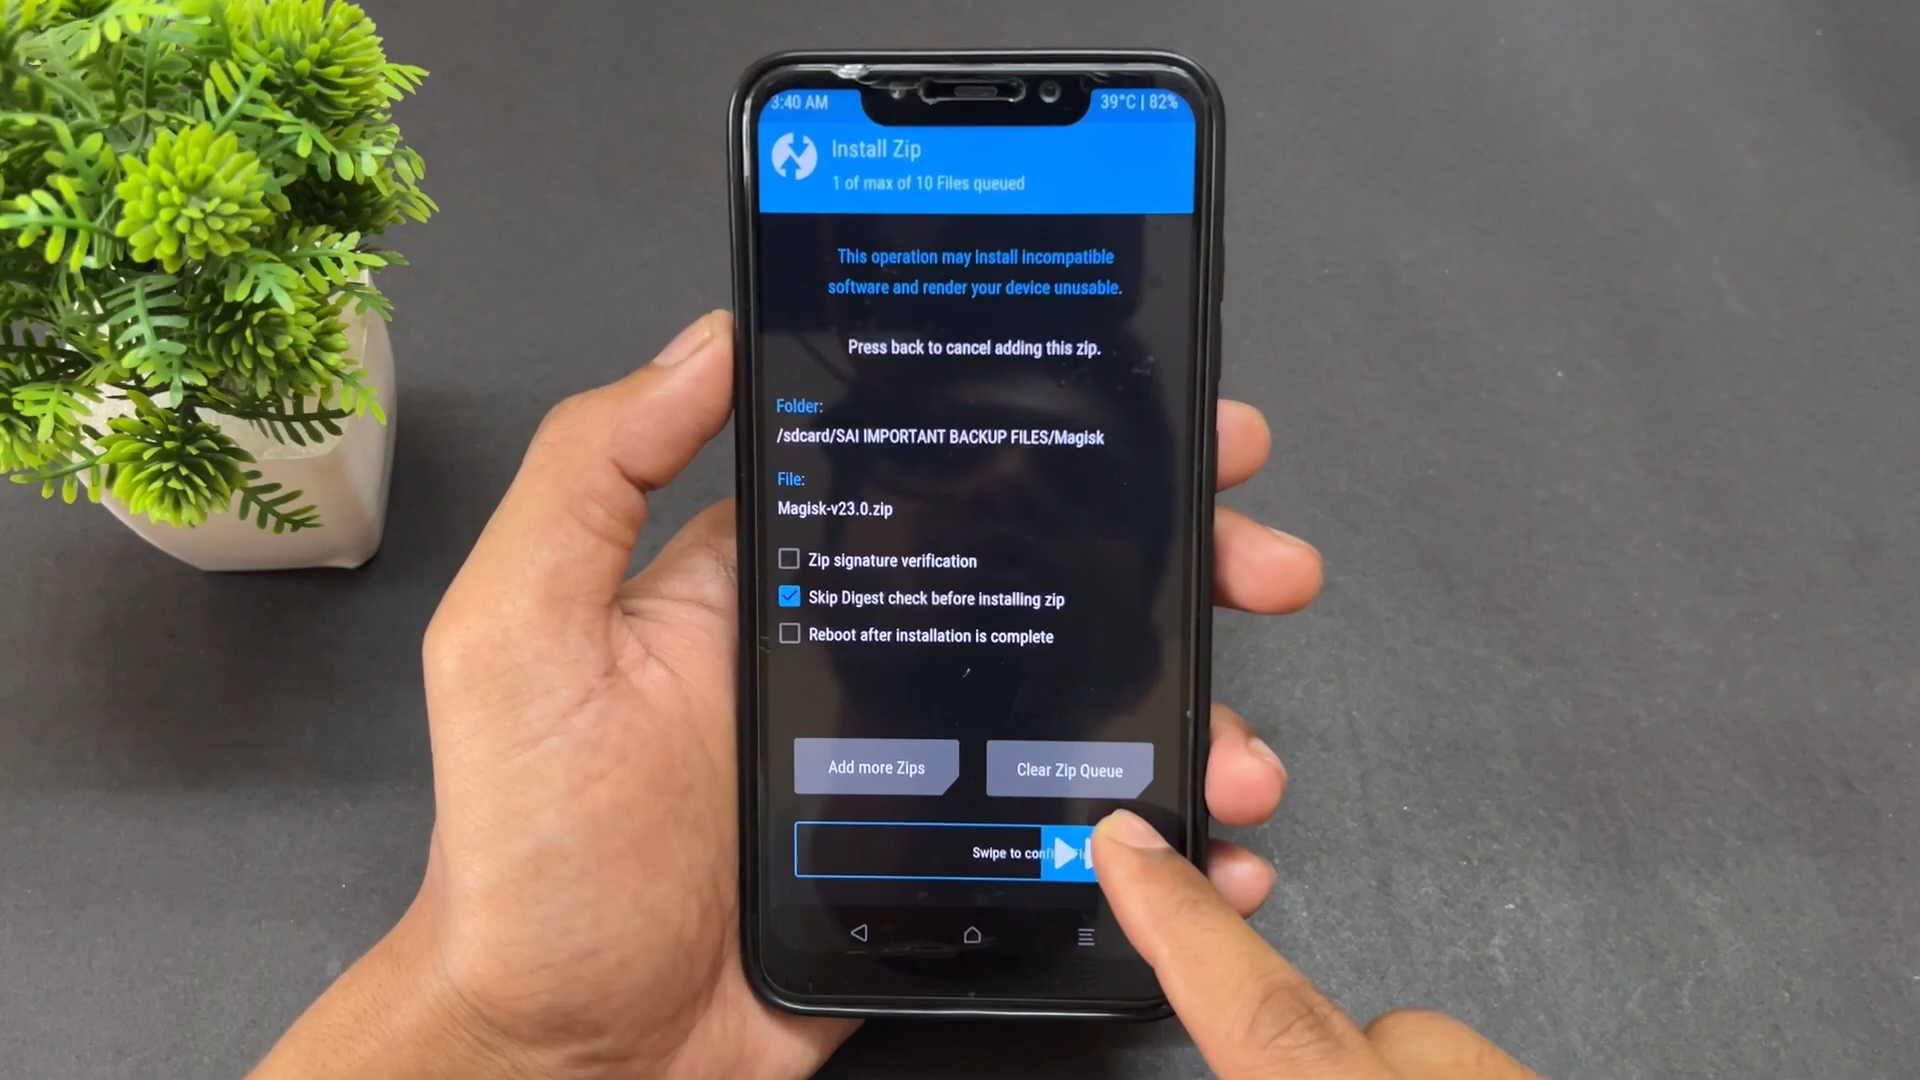 3:40 AM
39°C | 82%
Install Zip
1 of max of 10 Files queued
This operation may install incompatible
software and render your device unusable.
Press back to cancel adding this zip.
Folder:
/sdcard/SAI IMPORTANT BACKUP FILES/Magisk
File:
Magisk-v23.0.zip
Zip signature verification
Skip Digest check before installing zip
Reboot after installation is complete
Add more Zips
Clear Zip Queue
Swipe to